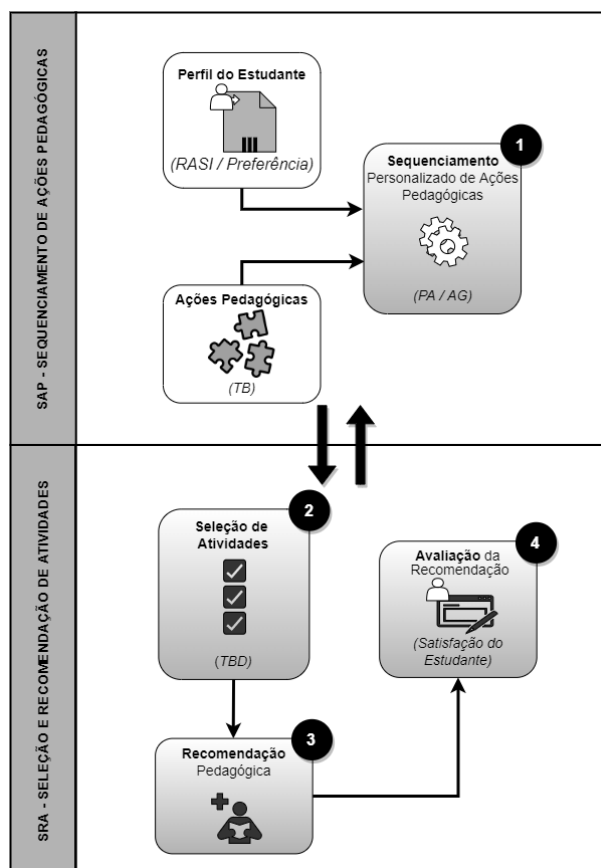 SAP - SEQUENCIAMENTO DE AÇÕES PEDAGÓGICAS
Perfil do Estudante
(RASI / Preferência)
1
Sequenciamento
Personalizado de Ações
Pedagógicas
(PA / AG)
Ações Pedagógicas
(TB)
SRA - SELEÇÃO E RECOMENDAÇÃO DE ATIVIDADES
2
Seleção de
Atividades
(TBD)
3
Recomendação
Pedagógica
4
Avaliação da
Recomendação
(Satisfação do
Estudante)